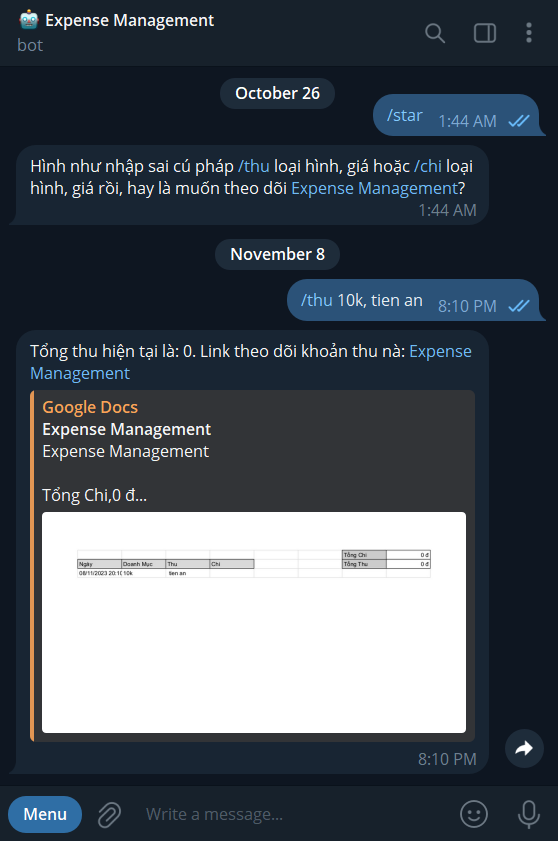 Expense Management
bot
October 26
/star 1:44 AM
Hình như nhập sai cú pháp /thu loại hình, giá hoặc /chi loại
hình, giá rồi, hay là muốn theo dõi Expense Management?
1:44 AM
November 8
/thu 10k, tien an 8:10 PM
Tổng thu hiện tại là: 0. Link theo dõi khoản thu nà: Expense
Management
Google Docs
Expense Management
Expense Management
Tổng Chi,0 đ...
Tổng Chi 0 đ
Ngày Doanh Mục Thu Chi Tổng Thu 0 đ
08/11/2023 20:10 10k tien an
8:10 PM
Menu Write a message...